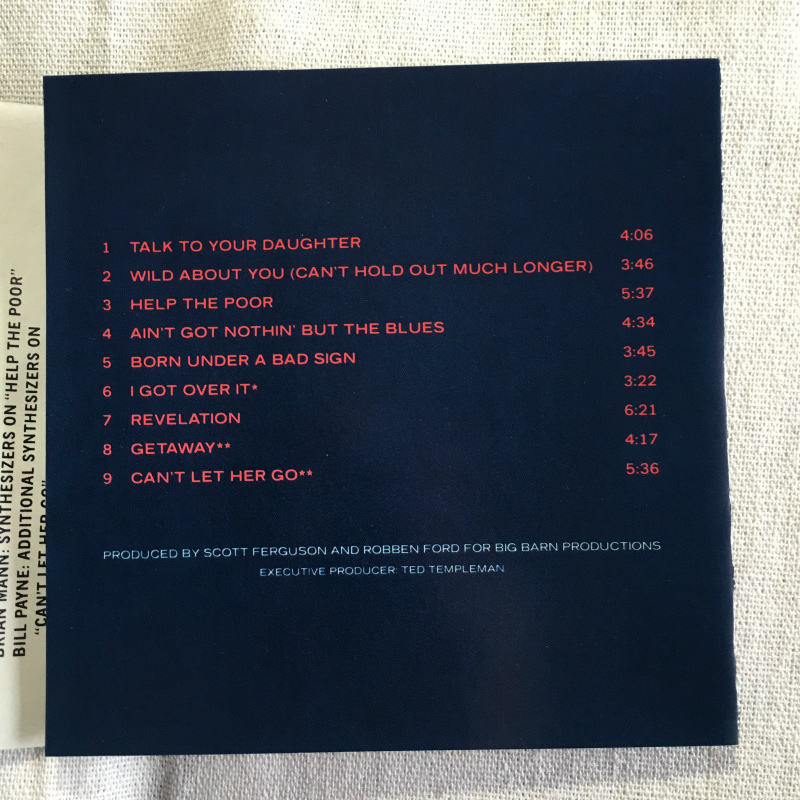 1 TALK TO YOUR DAUGHTER 4:06
2 WILD ABOUT YOU (CAN'T HOLD OUT MUCH LONGER) 3:46
3 HELP THE POOR 5:37
4 AIN'T GOT NOTHIN' BUT THE BLUES 4:34
5 BORN UNDER A BAD SIGN 3:45
6 I GOT OVER IT* 3:22
7 REVELATION 6:21
8 GETAWAY** 4:17
9 CAN'T LET HER GO** 5:36
PRODUCED BY SCOTT FERGUSON AND ROBBEN FORD FOR BIG BARN PRODUCTIONS
EXECUTIVE PRODUCER: TED TEMPLEMAN
BRIAN MANN: SYNTHESIZERS ON "HELP THE POOR"
BILL PAYNE: ADDITIONAL SYNTHESIZERS ON
"CAN'T LET HER GO"